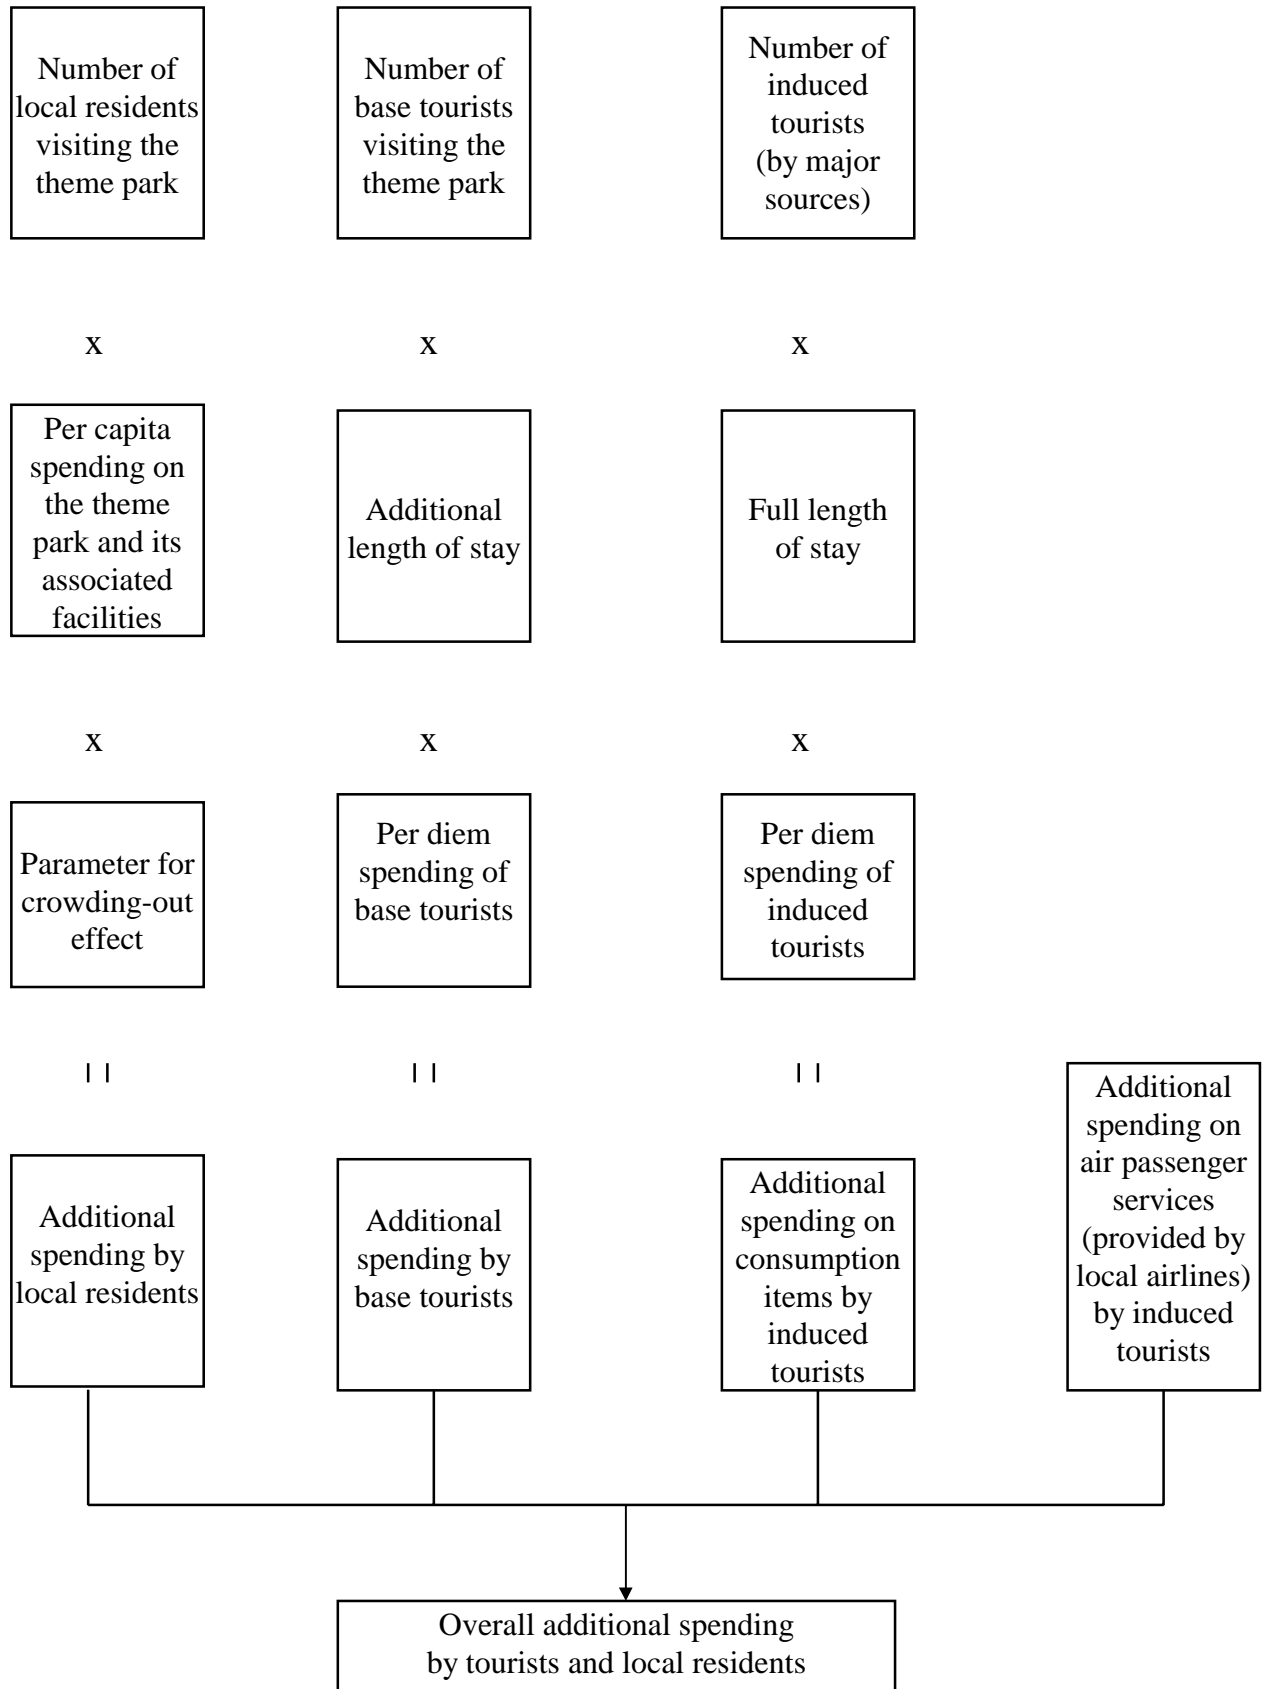 Number of
local residents
visiting the
theme park
Number of
base tourists
visiting the
theme park
Number of
induced
tourists
(by major
sources)
x
x
x
Per capita
spending on
the theme
park and its
associated
facilities
Additional
length of stay
Full length
of stay
x
x
x
Parameter for
crowding-out
effect
Per diem
spending of
base tourists
Per diem
spending of
induced
tourists
=
=
=
Additional
spending by
local residents
Additional
spending by
base tourists
Additional
spending on
consumption
items by
induced
tourists
Additional
spending on
air passenger
services
(provided by
local airlines)
by induced
tourists
Overall additional spending
by tourists and local residents